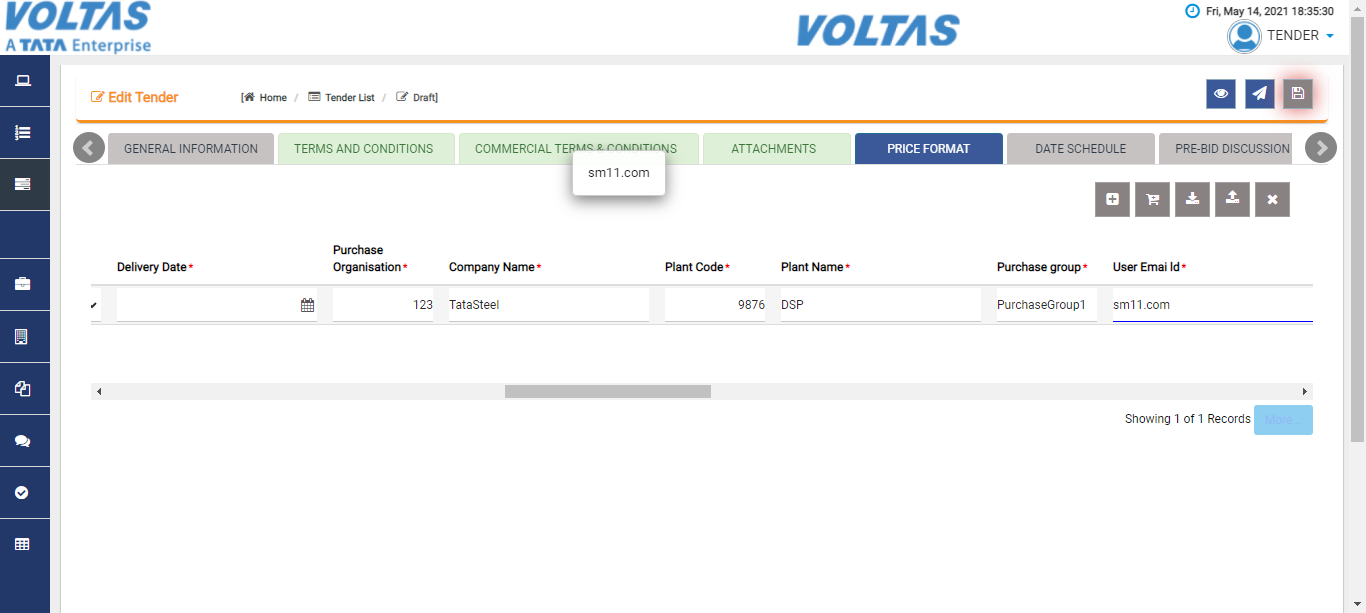 VOLTAS
A TATA Enterprise
VOLTAS
Fri, May 14, 2021 18:35:30
TENDER
Edit Tender
[ Home / Tender List / Draft]
GENERAL INFORMATION
TERMS AND CONDITIONS
COMMERCIAL TERMS & CONDITIONS
ATTACHMENTS
PRICE FORMAT
DATE SCHEDULE
PRE-BID DISCUSSION
sm11.com
Delivery Date*
Purchase
Organisation*
Company Name*
Plant Code*
Plant Name*
Purchase group*
User Emai Id*
123
TataSteel
9876
DSP
PurchaseGroup1
sm11.com
Showing 1 of 1 Records
More...